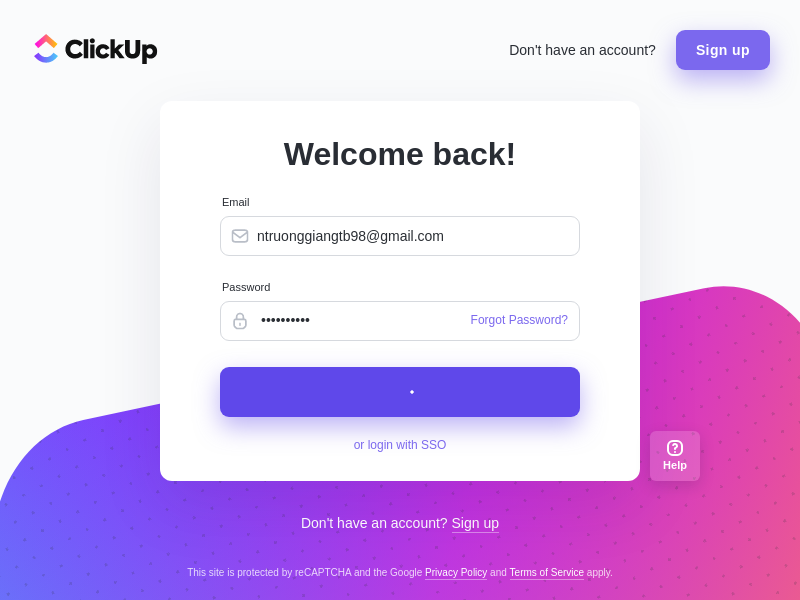 ClickUp
Don't have an account?
Sign up
Welcome back!
Email
ntruonggiangtb98@gmail.com
Password
••••••••••
Forgot Password?
or login with SSO
Help
Don't have an account? Sign up
This site is protected by reCAPTCHA and the Google Privacy Policy and Terms of Service apply.